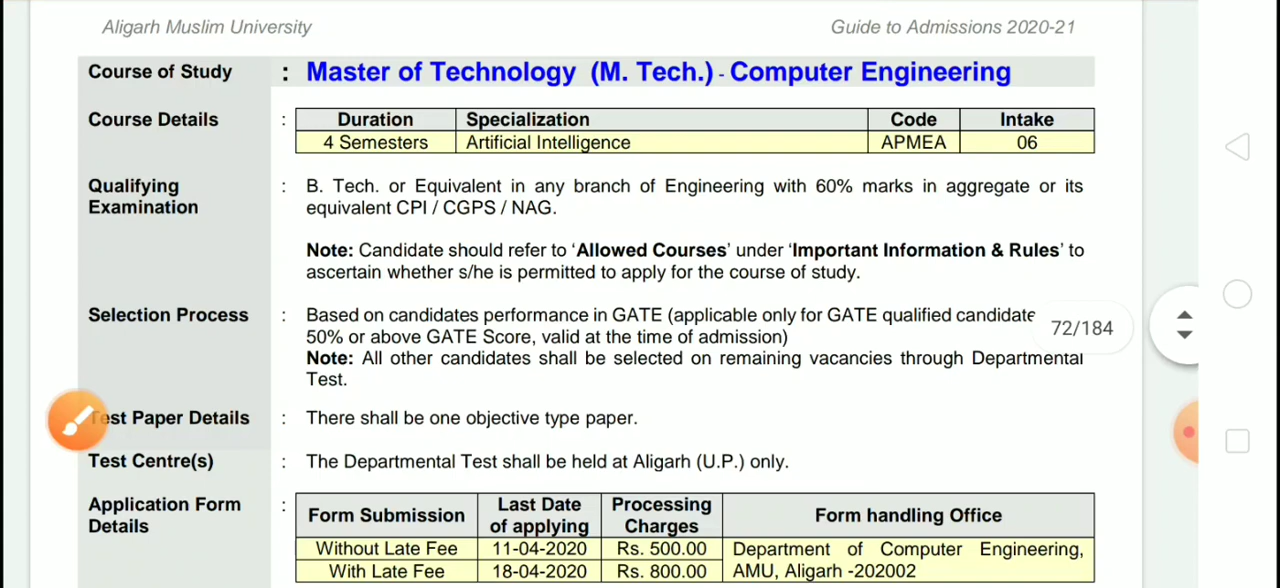 Aligarh Muslim University Guide to Admissions 2020-21
Course of Study : Master of Technology (M. Tech.) - Computer Engineering
Course Details : Duration Specialization Code Intake
4 Semesters Artificial Intelligence APMEA 06
Qualifying : B. Tech. or Equivalent in any branch of Engineering with 60% marks in aggregate or its
Examination equivalent CPI / CGPS / NAG.
Note: Candidate should refer to ‘Allowed Courses’ under ‘Important Information & Rules’ to
ascertain whether s/he is permitted to apply for the course of study.
Selection Process : Based on candidates performance in GATE (applicable only for GATE qualified candidate
50% or above GATE Score, valid at the time of admission)
72/184
Note: All other candidates shall be selected on remaining vacancies through Departmental
Test.
Test Paper Details : There shall be one objective type paper.
Test Centre(s) : The Departmental Test shall be held at Aligarh (U.P.) only.
Application Form :
Details
Form Submission Last Date of applying Processing Charges Form handling Office
Without Late Fee 11-04-2020 Rs. 500.00 Department of Computer Engineering,
With Late Fee 18-04-2020 Rs. 800.00 AMU, Aligarh -202002